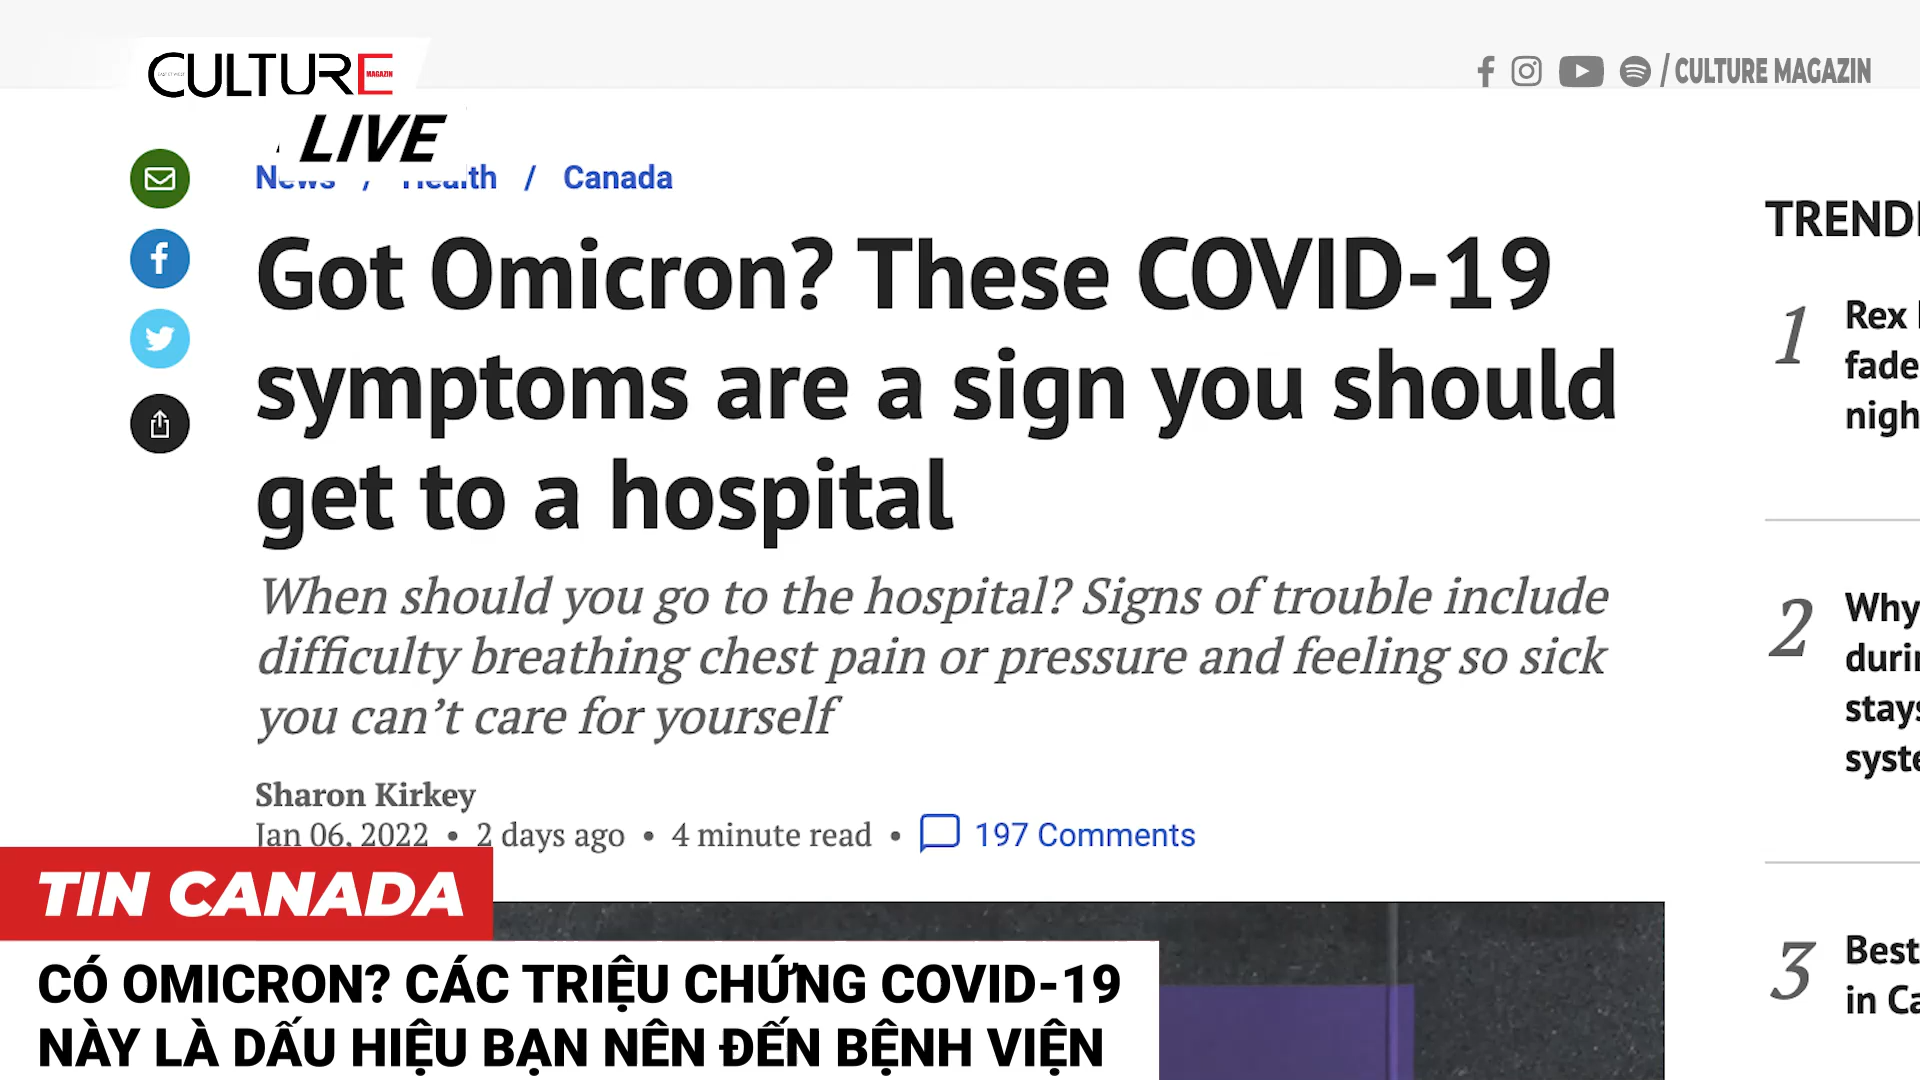 CULTURE
MAGAZIN
LIVE
/ CULTURE MAGAZIN
News / Health / Canada
Got Omicron? These COVID-19
symptoms are a sign you should
get to a hospital
When should you go to the hospital? Signs of trouble include
difficulty breathing chest pain or pressure and feeling so sick
you can’t care for yourself
Sharon Kirkey
Jan 06, 2022 • 2 days ago • 4 minute read • 197 Comments
TRENDI
1
Rex
fade
nigh
2
Why
durin
stays
syste
3
Best
in Ca
TIN CANADA
CÓ OMICRON? CÁC TRIỆU CHỨNG COVID-19
NÀY LÀ DẤU HIỆU BẠN NÊN ĐẾN BỆNH VIỆN